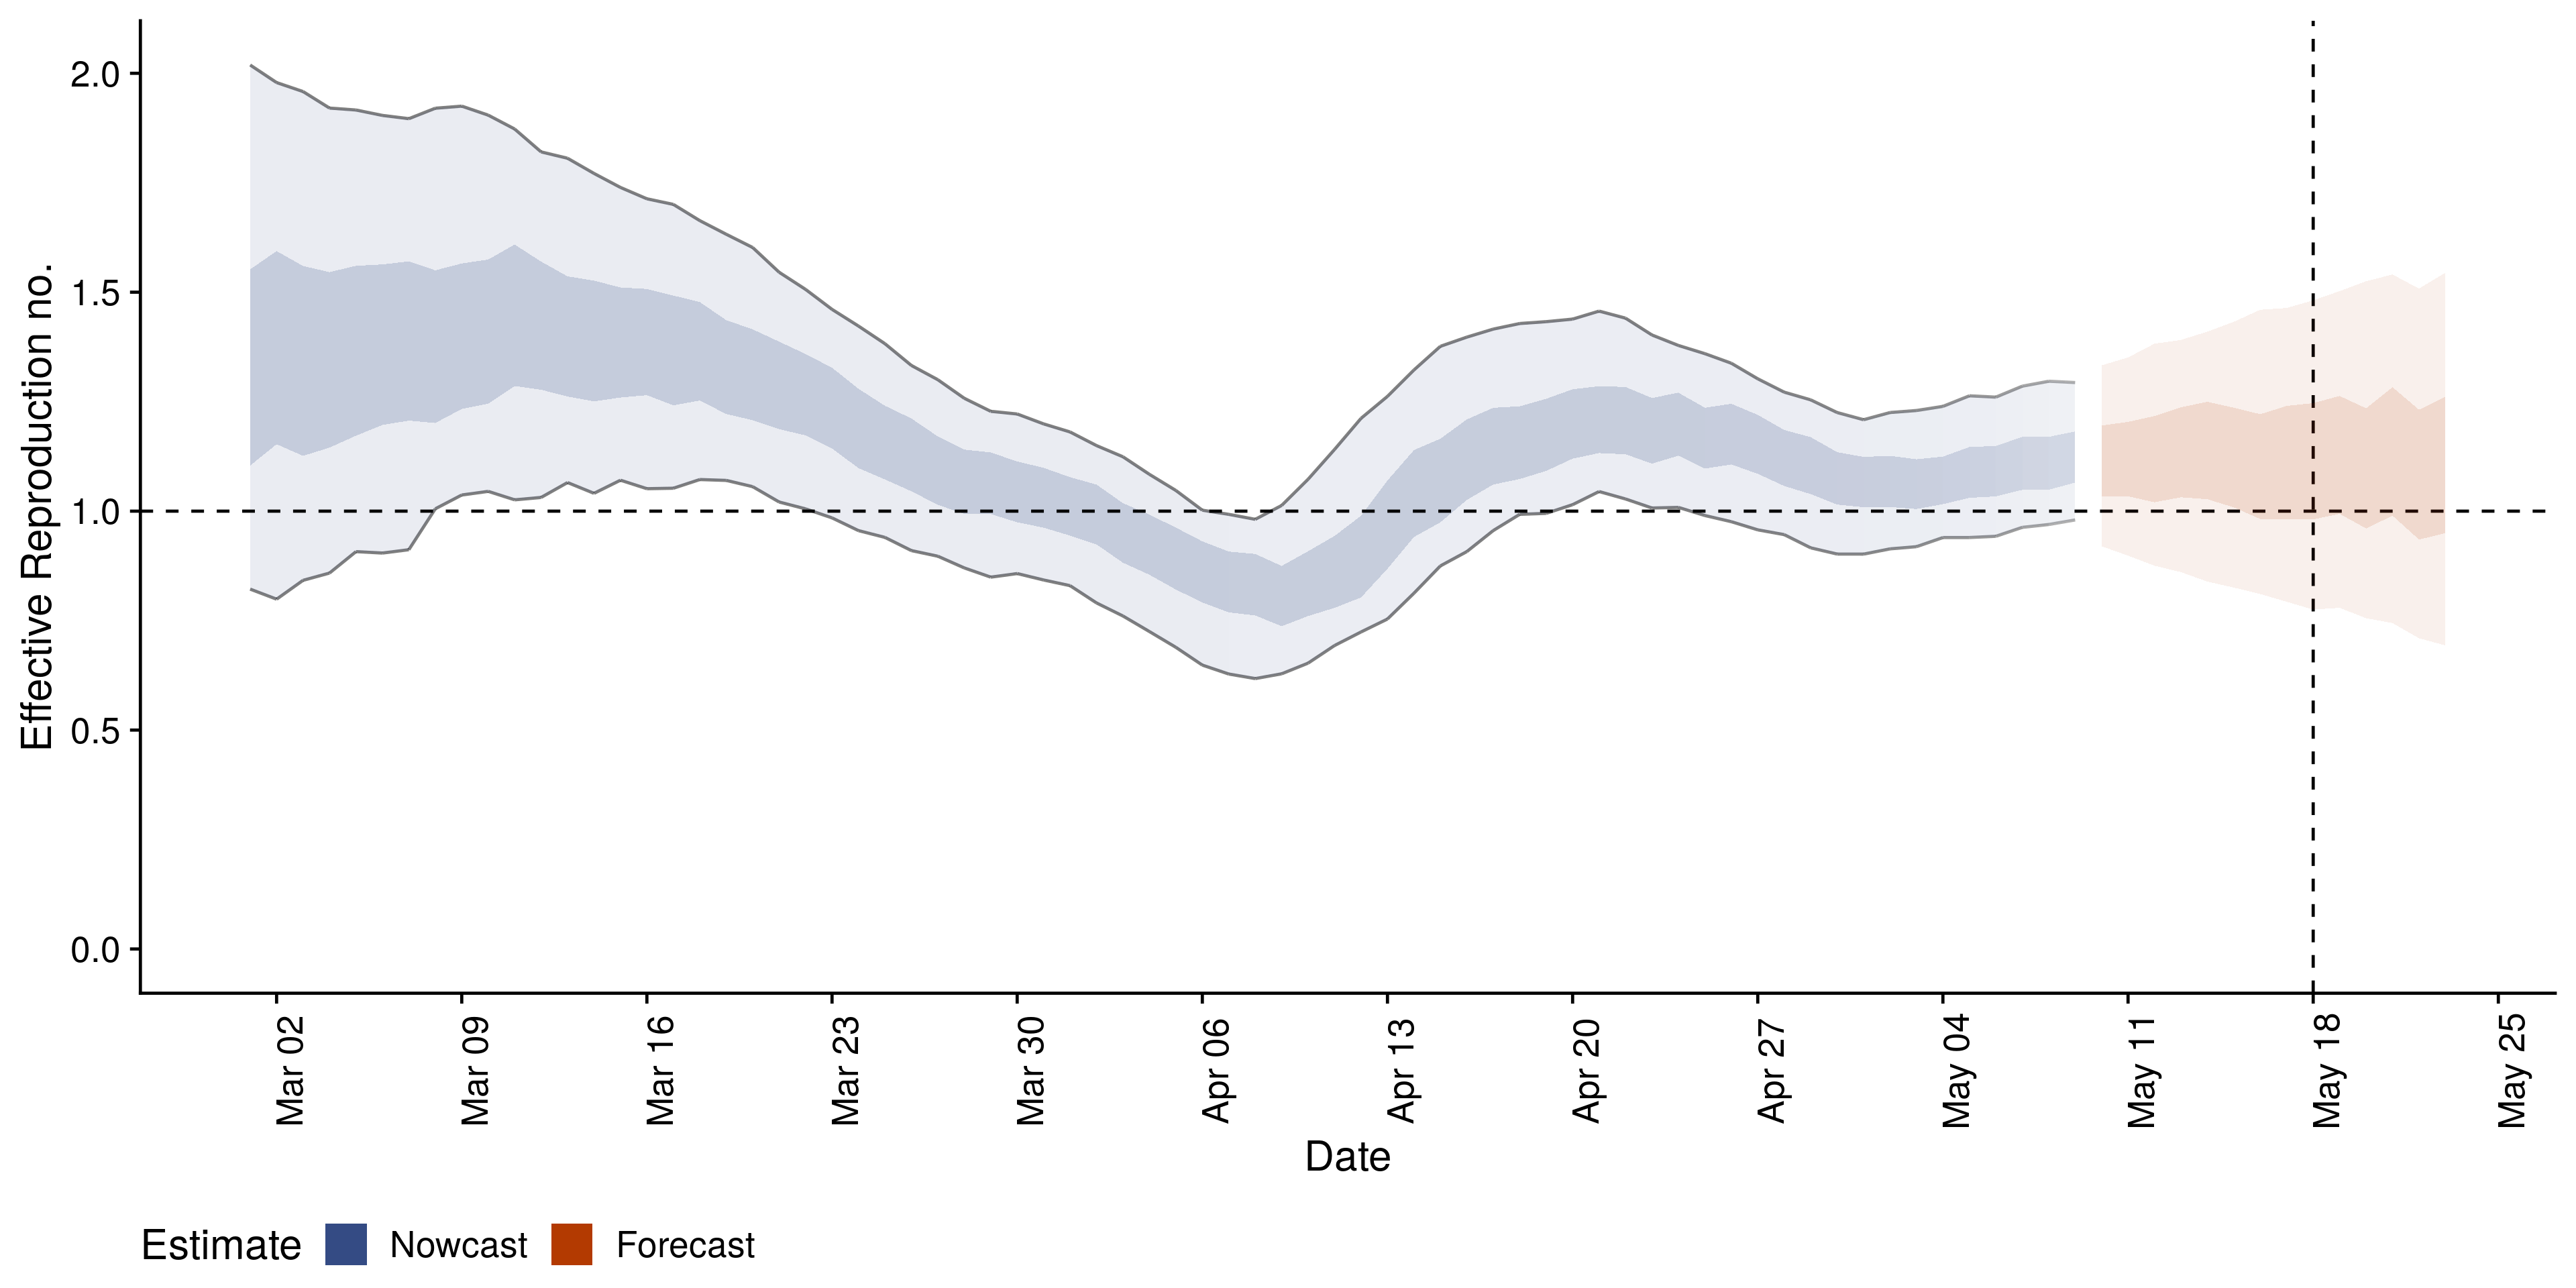 Effective Reproduction no.
2.0
1.5
1.0
0.5
0.0
Mar 02
Mar 09
Mar 16
Mar 23
Mar 30
Apr 06
Apr 13
Apr 20
Apr 27
May 04
May 11
May 18
May 25
Date
Estimate Nowcast Forecast